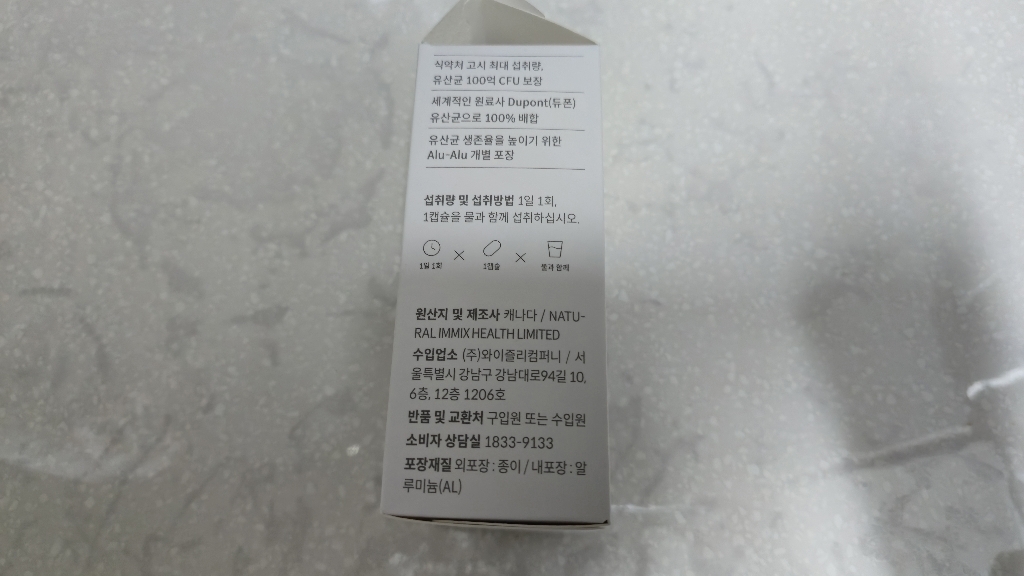 식약처 고시 최대 섭취량,
유산균 100억 CFU 보장
세계적인 원료사 Dupont(듀폰)
유산균으로 100% 배합
유산균 생존율을 높이기 위한
Alu-Alu 개별 포장
섭취량 및 섭취방법 1일 1회,
1캡슐을 물과 함께 섭취하십시오.
1일 1회 × 1캡슐 × 물과 함께
원산지 및 제조사 캐나다 / NATU-
RAL IMMIX HEALTH LIMITED
수입업소 (주)와이즐리컴퍼니 / 서
울특별시 강남구 강남대로94길 10,
6층, 12층 1206호
반품 및 교환처 구입원 또는 수입원
소비자 상담실 1833-9133
포장재질 외포장 : 종이 / 내포장 : 알
루미늄(AL)